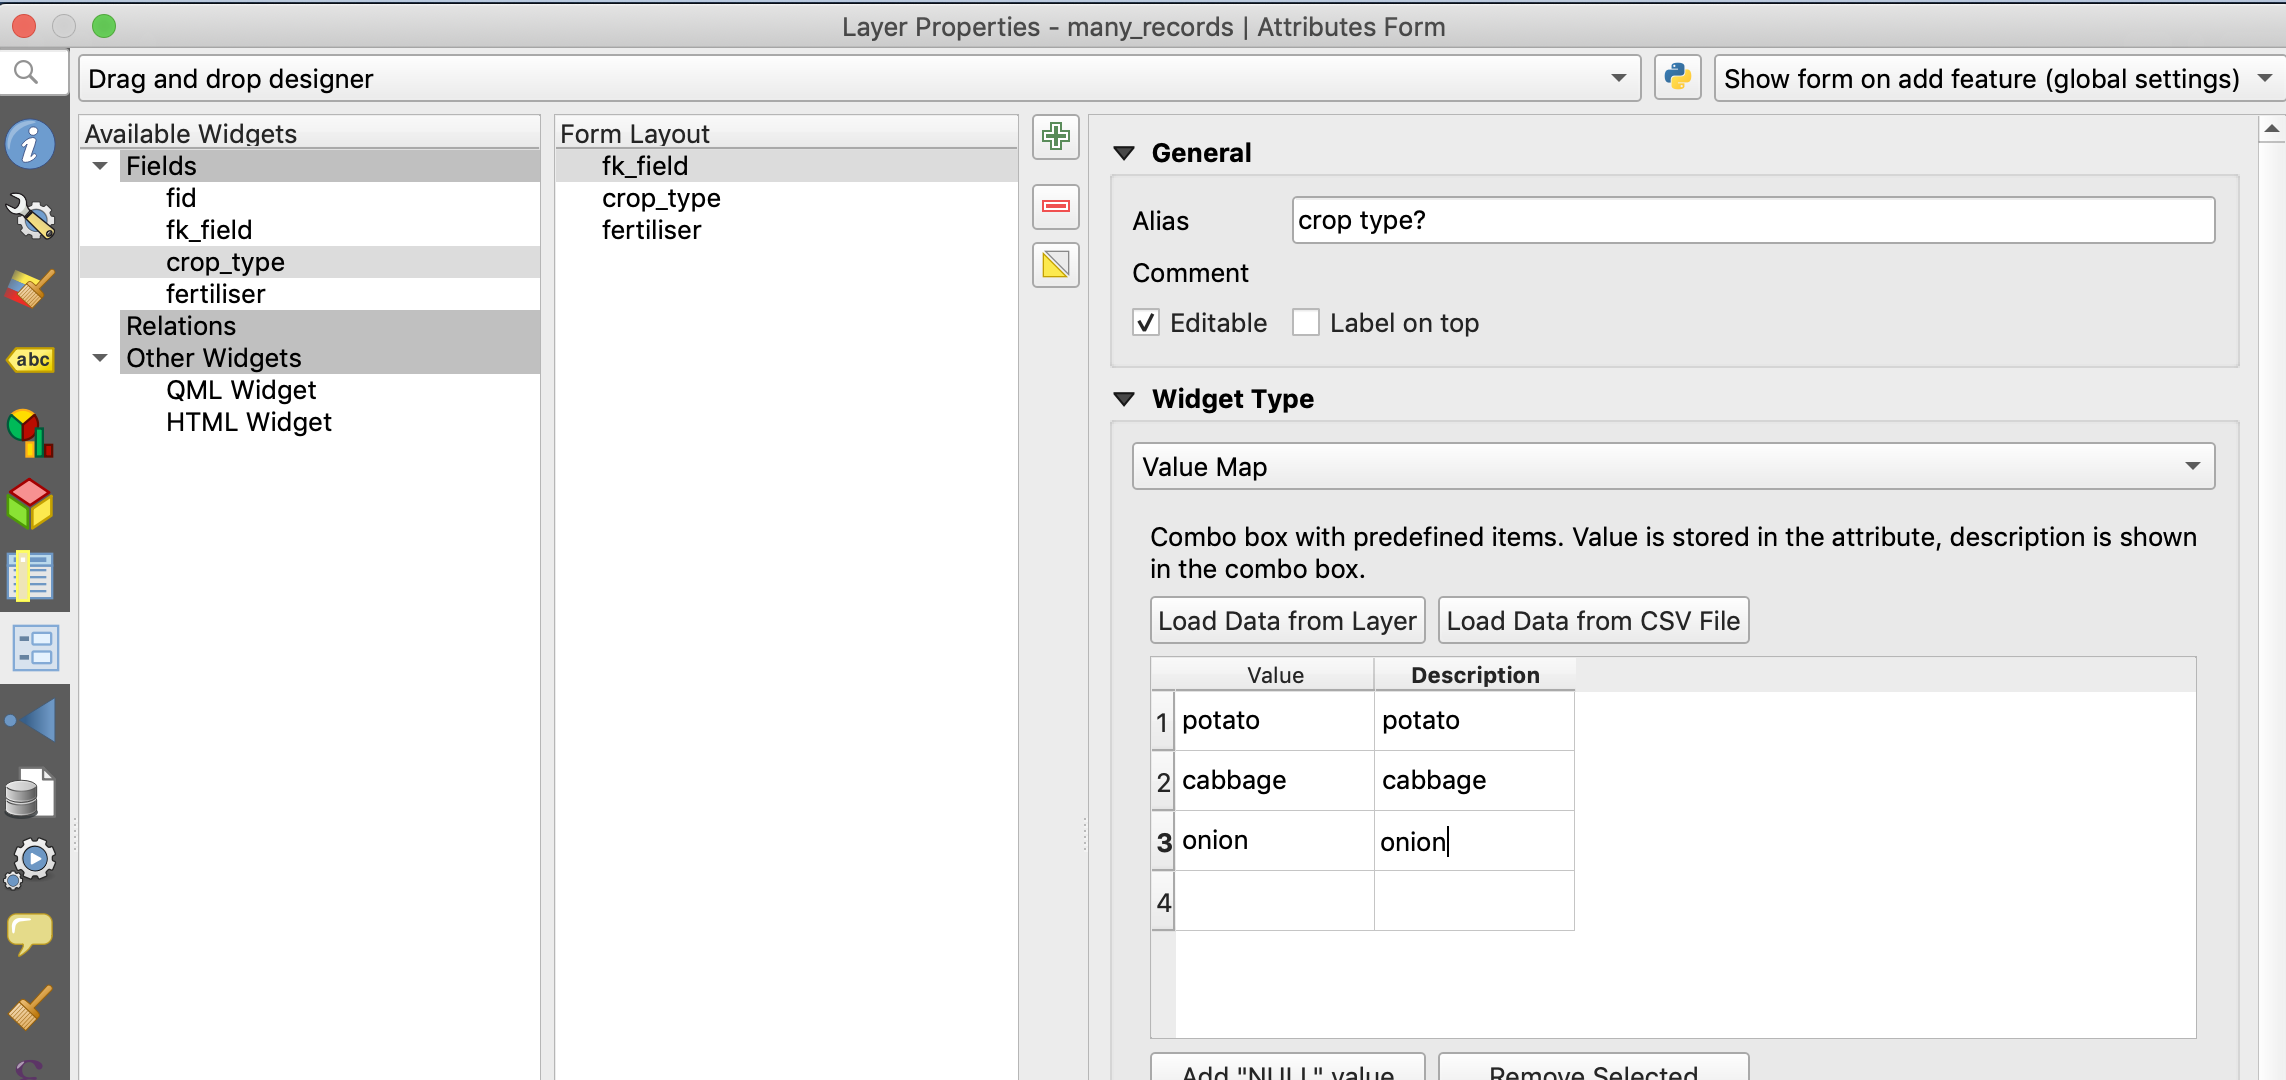 Layer Properties - many_records | Attributes Form
Drag and drop designer
Show form on add feature (global settings)
Available Widgets
Fields
fid
fk_field
crop_type
fertiliser
Relations
Other Widgets
QML Widget
HTML Widget
Form Layout
fk_field
crop_type
fertiliser
General
Alias
crop type?
Comment
Editable
Label on top
Widget Type
Value Map
Combo box with predefined items. Value is stored in the attribute, description is shown
in the combo box.
Load Data from Layer
Load Data from CSV File
Value Description
1 potato potato
2 cabbage cabbage
3 onion onion
4
Add "NULL" value
Remove Selected
abc
i